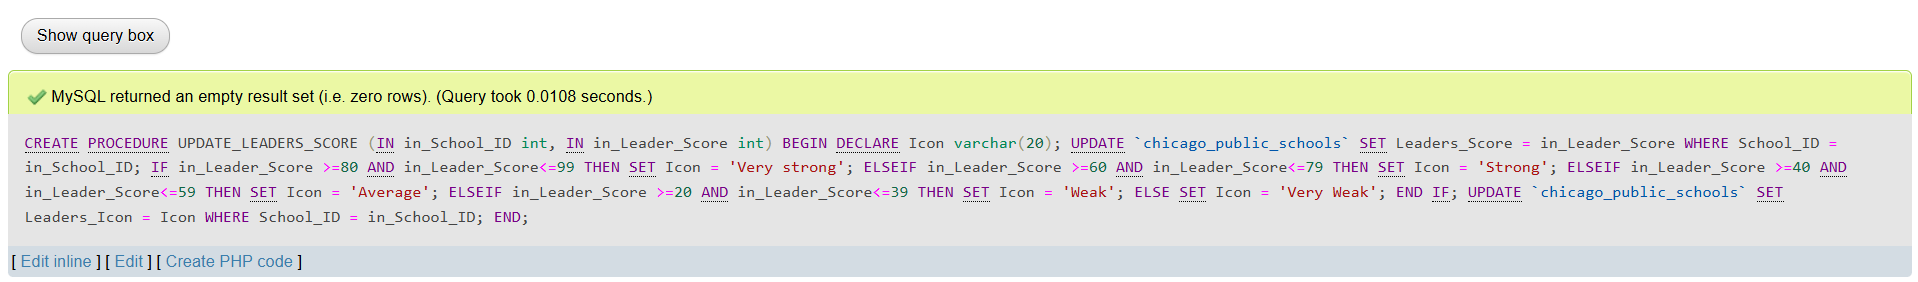 Show query box
MySQL returned an empty result set (i.e. zero rows). (Query took 0.0108 seconds.)
CREATE PROCEDURE UPDATE_LEADERS_SCORE (IN in_School_ID int, IN in_Leader_Score int) BEGIN DECLARE Icon varchar(20); UPDATE `chicago_public_schools` SET Leaders_Score = in_Leader_Score WHERE School_ID =
in_School_ID; IF in_Leader_Score >=80 AND in_Leader_Score<=99 THEN SET Icon = 'Very strong'; ELSEIF in_Leader_Score >=60 AND in_Leader_Score<=79 THEN SET Icon = 'Strong'; ELSEIF in_Leader_Score >=40 AND
in_Leader_Score<=59 THEN SET Icon = 'Average'; ELSEIF in_Leader_Score >=20 AND in_Leader_Score<=39 THEN SET Icon = 'Weak'; ELSE SET Icon = 'Very Weak'; END IF; UPDATE `chicago_public_schools` SET
Leaders_Icon = Icon WHERE School_ID = in_School_ID; END;
[ Edit inline ] [ Edit ] [ Create PHP code ]